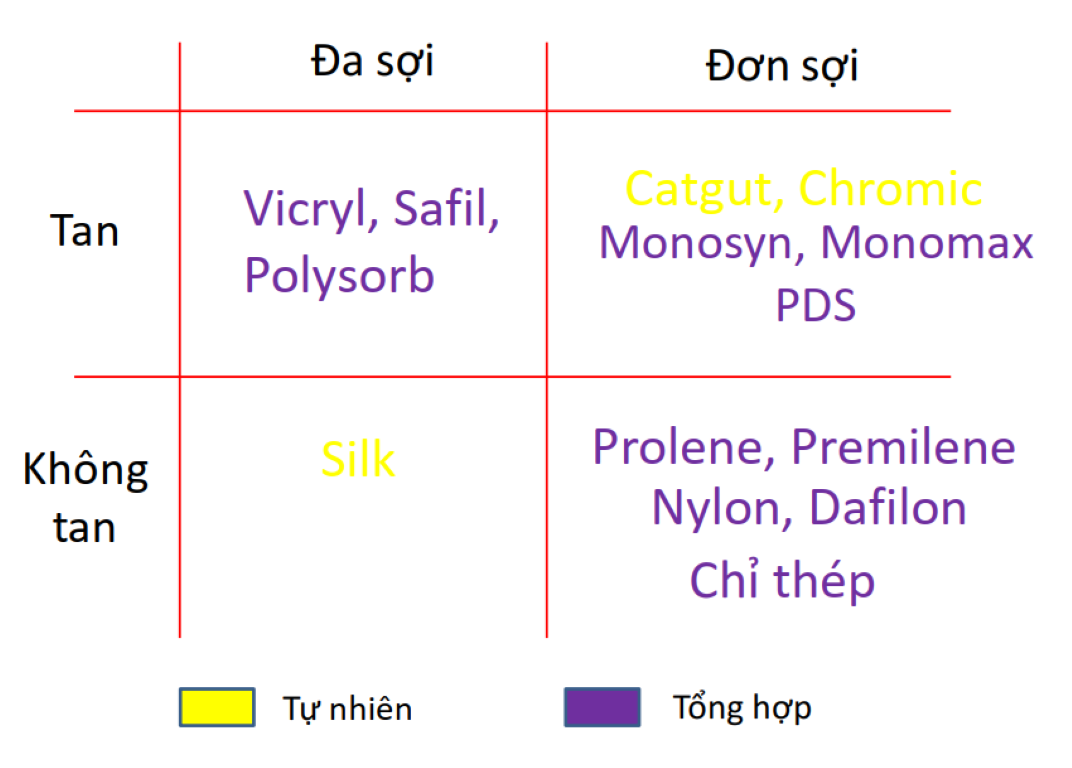 Đa sợi
Đơn sợi
Tan
Vicryl, Safil,
Polysorb
Catgut, Chromic
Monosyn, Monomax
PDS
Không
tan
Silk
Prolene, Premilene
Nylon, Dafilon
Chỉ thép
Tự nhiên
Tổng hợp